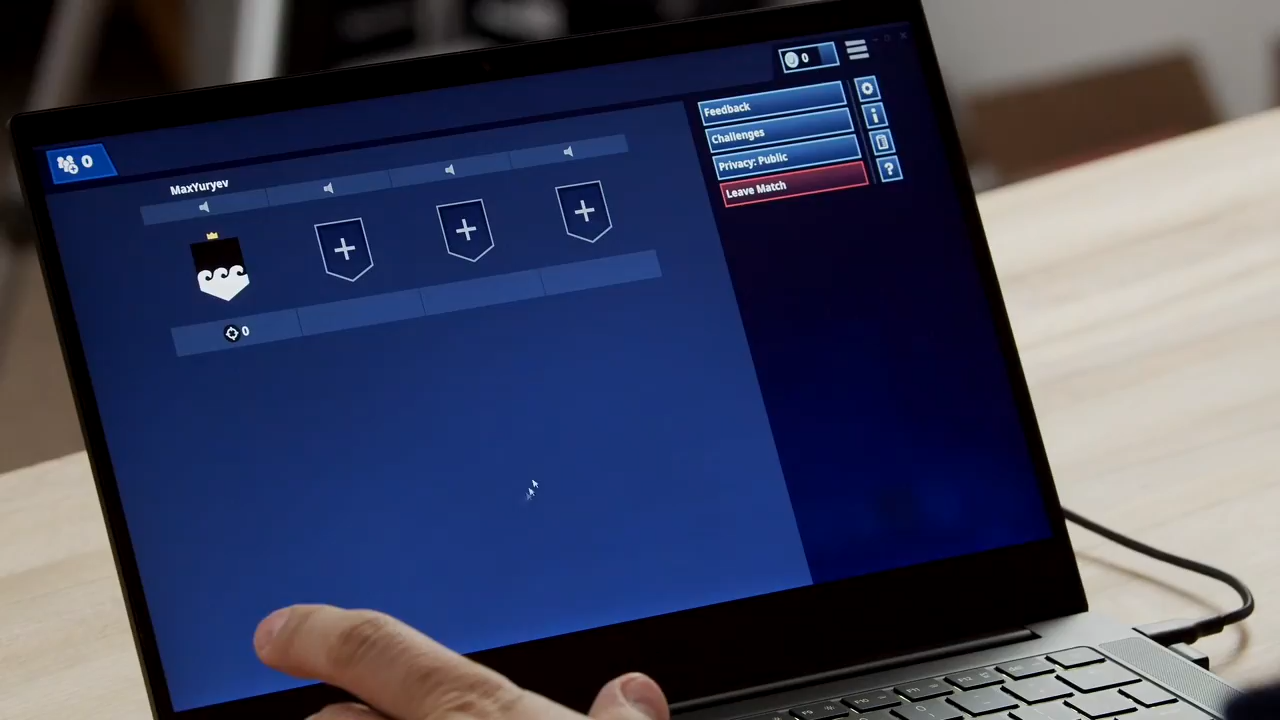 0
0
MaxYuryev
0
Feedback
Challenges
Privacy: Public
Leave Match
i
?